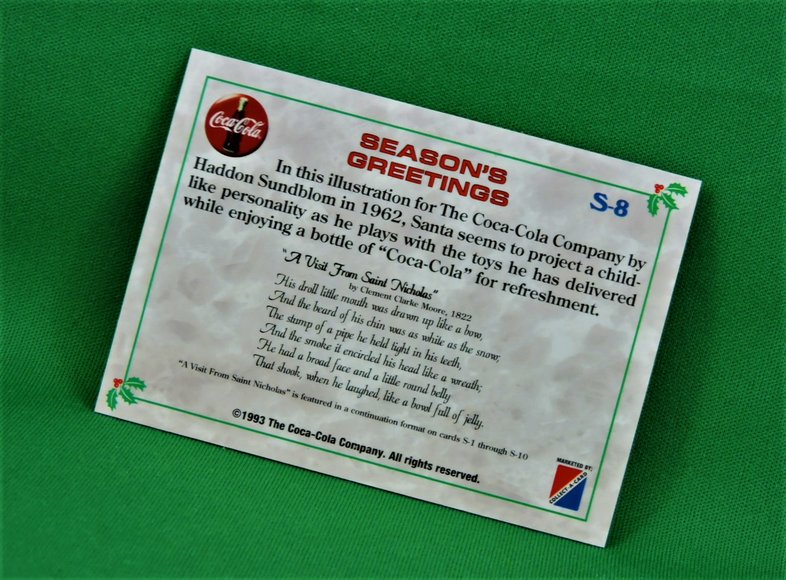 Coca-Cola
SEASON'S
GREETINGS
S-8
In this illustration for The Coca-Cola Company by
Haddon Sundblom in 1962, Santa seems to project a child-
like personality as he plays with the toys he has delivered
while enjoying a bottle of “Coca-Cola” for refreshment.
“A Visit From Saint Nicholas”
by Clement Clarke Moore, 1822
His droll little mouth was drawn up like a bow,
And the beard of his chin was as white as the snow;
The stump of a pipe he held tight in his teeth,
And the smoke it encircled his head like a wreath;
He had a broad face and a little round belly
That shook, when he laughed, like a bowl full of jelly.
“A Visit From Saint Nicholas” is featured in a continuation format on cards S-1 through S-10
©1993 The Coca-Cola Company. All rights reserved.
MARKETED BY:
COLLECT-A-CARD